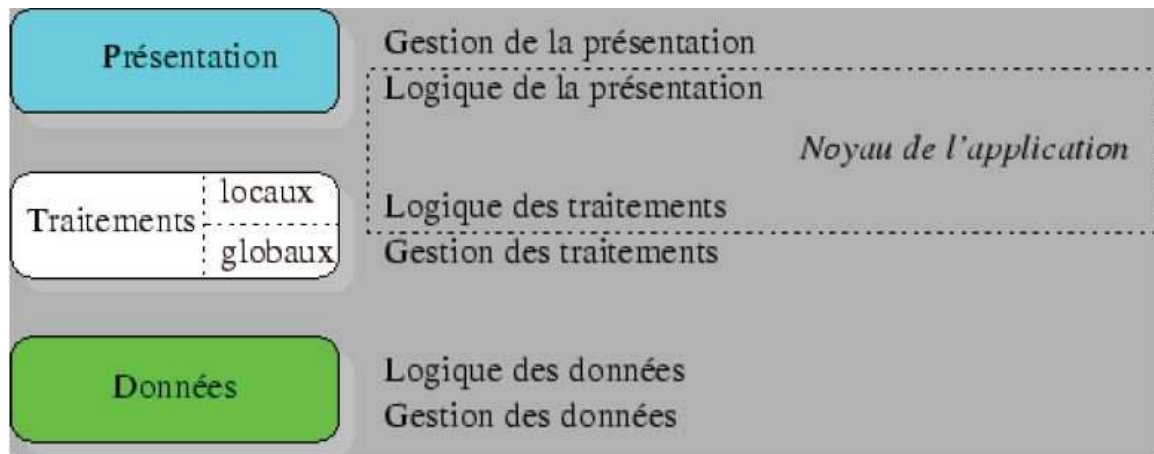 Présentation
Gestion de la présentation
Logique de la présentation
Noyau de l'application
Traitements
locaux
globaux
Logique des traitements
Gestion des traitements
Données
Logique des données
Gestion des données